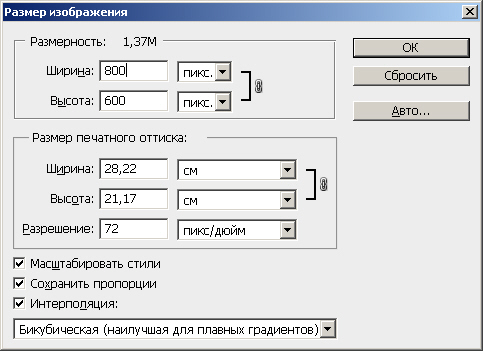 Размер изображения
Размерность: 1,37M
Ширина: 800 пикс.
Высота: 600 пикс.
Размер печатного оттиска:
Ширина: 28,22 см
Высота: 21,17 см
Разрешение: 72 пикс/дюйм
Масштабировать стили
Сохранить пропорции
Интерполяция:
Бикубическая (наилучшая для плавных градиентов)
ОК
Сбросить
Авто...